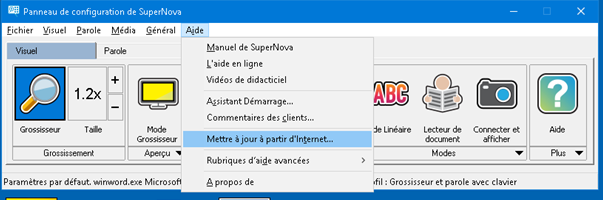 Panneau de configuration de SuperNova
Fichier Visuel Parole Média Général Aide
Visuel Parole
Manuel de SuperNova
L'aide en ligne
Vidéos de didacticiel
Assistant Démarrage...
Commentaires des clients...
Mettre à jour à partir d'Internet...
Rubriques d'aide avancées
A propos de
1.2x
ABC
Grossisseur Taille Mode Grossisseur de Linéaire Lecteur de document Connecter et afficher Aide
Grossissement Aperçu Modes Plus
Paramètres par défaut. winword.exe Microsoft
fil : Grossisseur et parole avec clavier